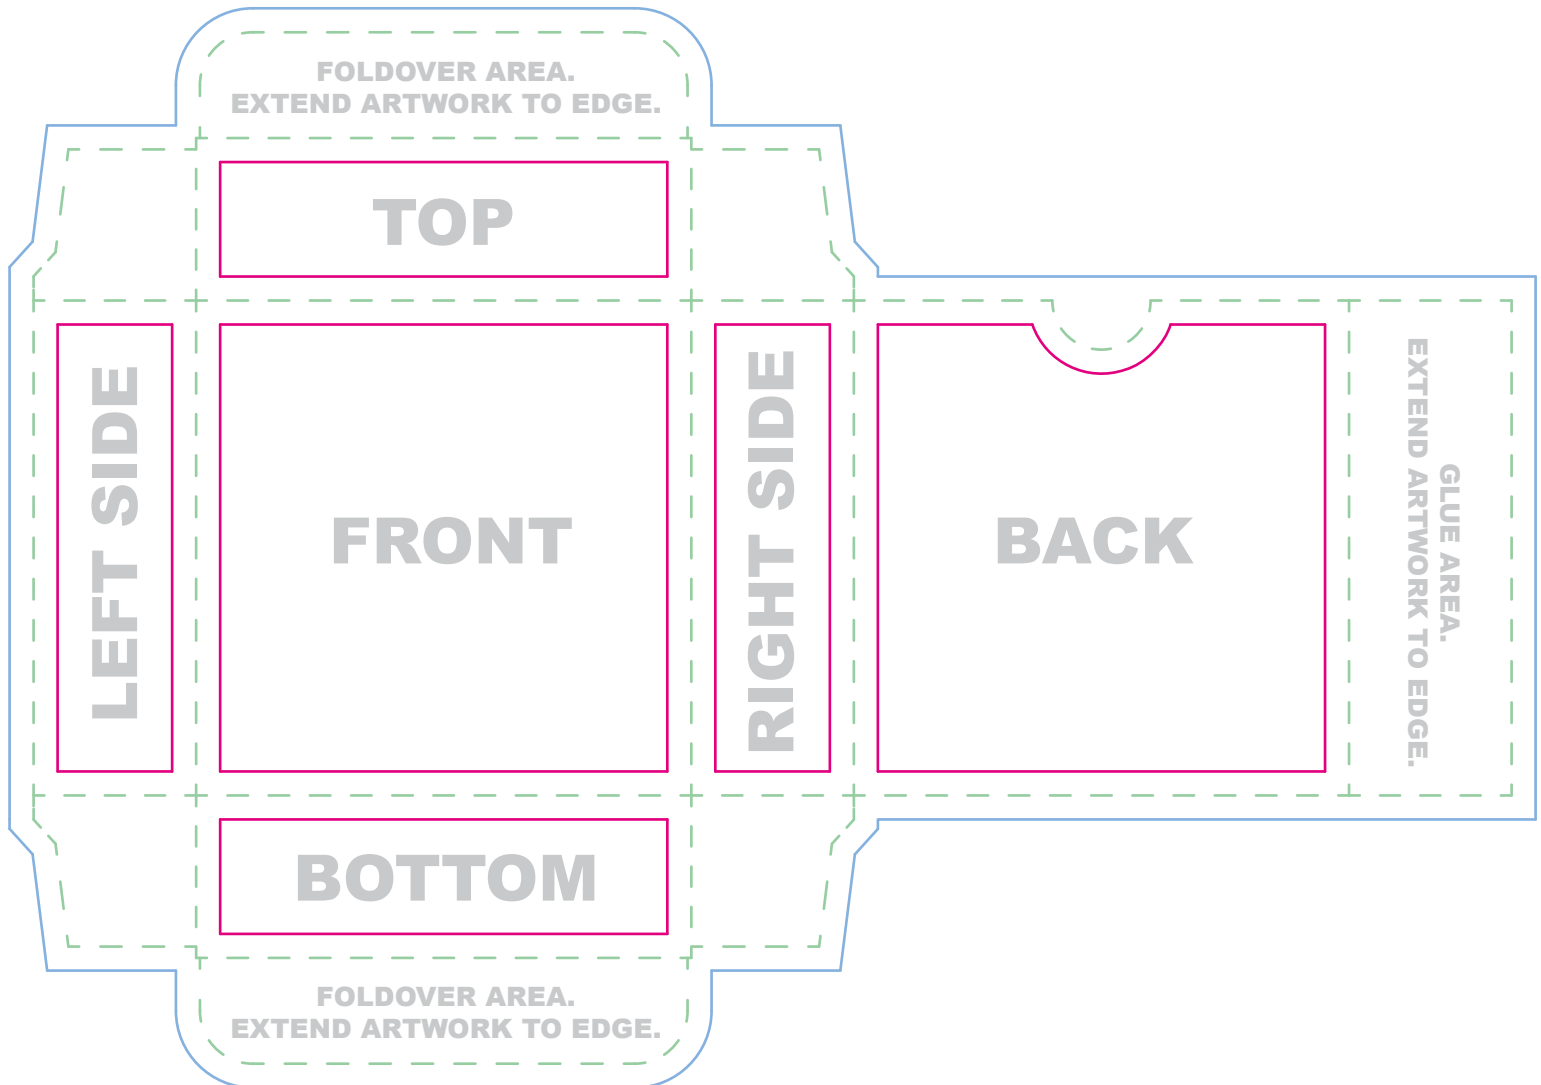 FOLDOVER AREA.
EXTEND ARTWORK TO EDGE.
TOP
LEFT SIDE
FRONT
RIGHT SIDE
BACK
GLUE AREA.
EXTEND ARTWORK TO EDGE.
BOTTOM
FOLDOVER AREA.
EXTEND ARTWORK TO EDGE.